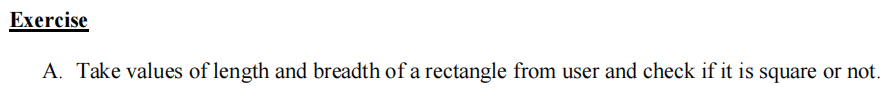 Exercise
A. Take values of length and breadth of a rectangle from user and check if it is square or not.